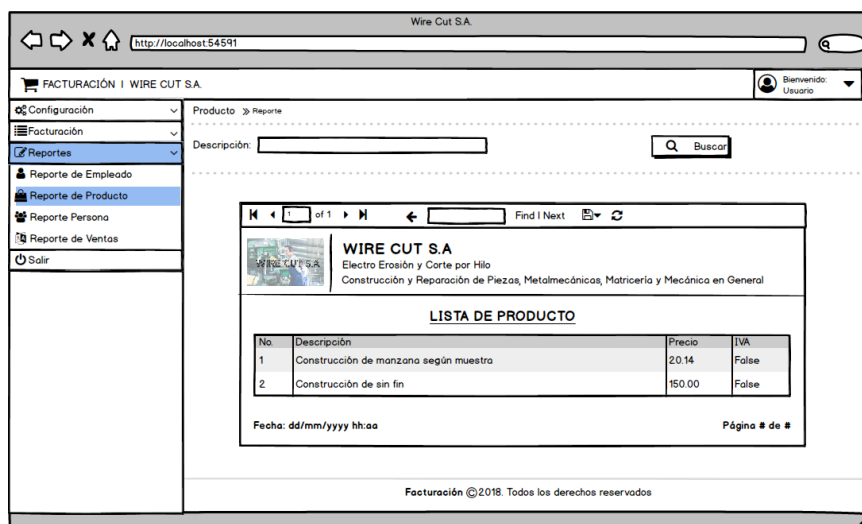 Wire Cut S.A.
http://localhost:54591
FACTURACIÓN | WIRE CUT S.A.
Bienvenido:
Usuario
Configuración
Facturación
Reportes
Reporte de Empleado
Reporte de Producto
Reporte Persona
Reporte de Ventas
Salir
Producto >> Reporte
Descripción:
Buscar
1 of 1 Find | Next
WIRE CUT S.A
WIRE CUT S.A
Electro Erosión y Corte por Hilo
Construcción y Reparación de Piezas, Metalmecánicas, Matricería y Mecánica en General
LISTA DE PRODUCTO
No. Descripción Precio IVA
1 Construcción de manzana según muestra 20.14 False
2 Construcción de sin fin 150.00 False
Fecha: dd/mm/yyyy hh:aa Página # de #
Facturación ©2018. Todos los derechos reservados